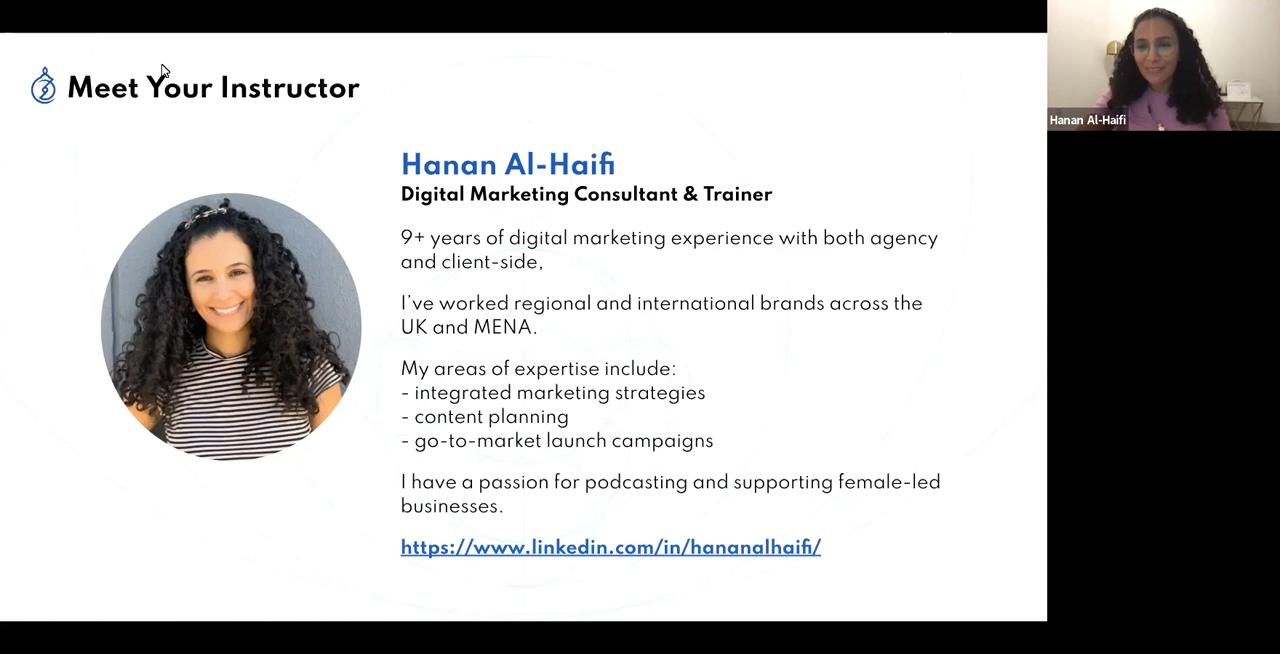 Meet Your Instructor
Hanan Al-Haifi
Digital Marketing Consultant & Trainer
9+ years of digital marketing experience with both agency
and client-side,
I've worked regional and international brands across the
UK and MENA.
My areas of expertise include:
- integrated marketing strategies
- content planning
- go-to-market launch campaigns
I have a passion for podcasting and supporting female-led
businesses.
https://www.linkedin.com/in/hananalhaifi/
Hanan Al-Haifi